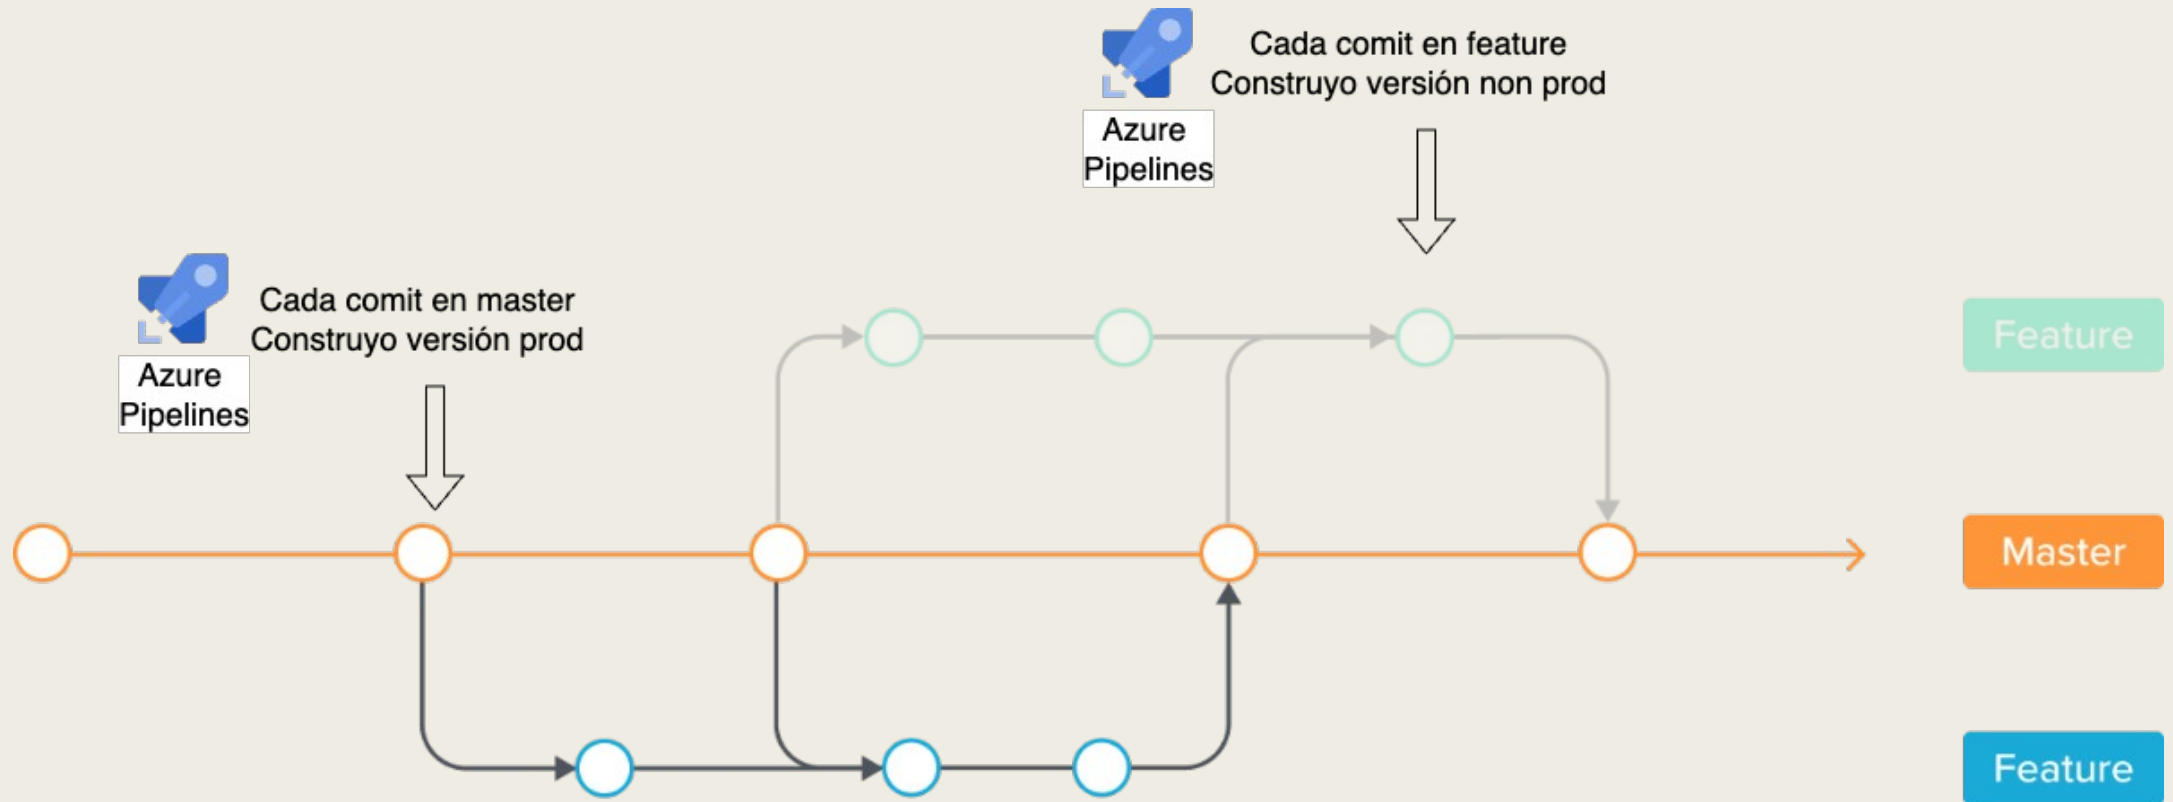 Cada comit en feature
Construyo versión non prod
Azure
Pipelines
Cada comit en master
Construyo versión prod
Azure
Pipelines
Feature
Master
Feature